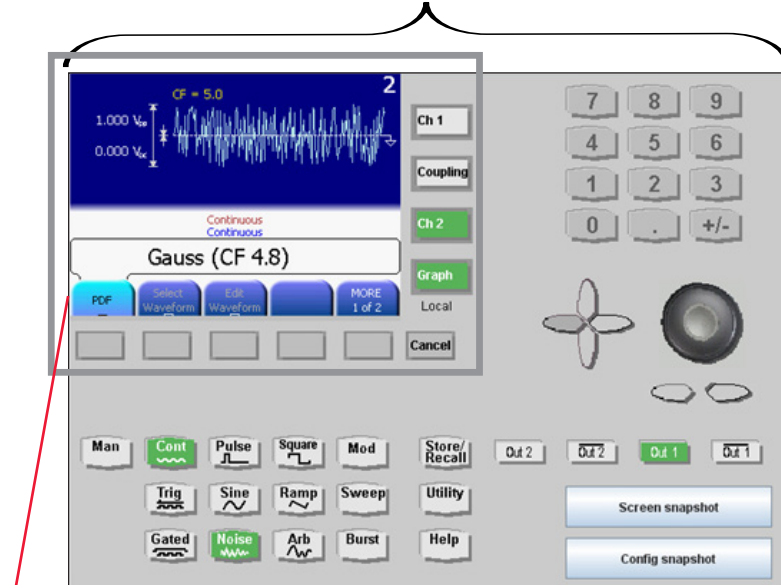 2
CF = 5.0
1.000 Vpp
0.000 VDC
Continuous
Continuous
Gauss (CF 4.8)
PDF
Select Waveform
Edit Waveform
MORE 1 of 2
Ch 1
Coupling
Ch 2
Graph
Local
Cancel
7 8 9
4 5 6
1 2 3
0 . +/-
Man Cont Pulse Square Mod Store/Recall
Out 2 Out 2 Out 1 Out 1
Trig Sine Ramp Sweep Utility
Gated Noise Arb Burst Help
Screen snapshot
Config snapshot